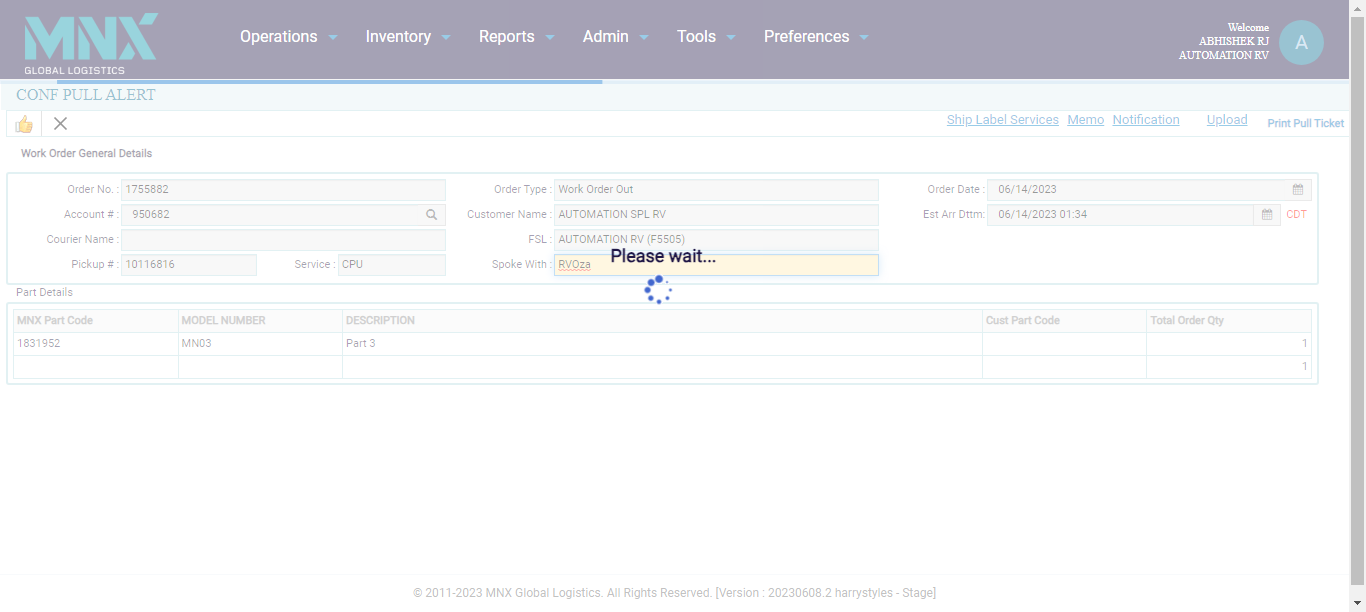 MNX
GLOBAL LOGISTICS
Operations Inventory Reports Admin Tools Preferences
Welcome
ABHISHEK RJ
AUTOMATION RV
A
CONF PULL ALERT
Ship Label Services Memo Notification Upload Print Pull Ticket
Work Order General Details
Order No. : 1755882 Order Type : Work Order Out Order Date : 06/14/2023
Account # : 950682 Customer Name : AUTOMATION SPL RV Est Arr Dttm: 06/14/2023 01:34 CDT
Courier Name : FSL : AUTOMATION RV (F5505)
Pickup # : 10116816 Service : CPU Spoke With : RVOza
Please wait...
Part Details
MNX Part Code MODEL NUMBER DESCRIPTION Cust Part Code Total Order Qty
1831952 MN03 Part 3 1
1
© 2011-2023 MNX Global Logistics. All Rights Reserved. [Version : 20230608.2 harrystyles - Stage]